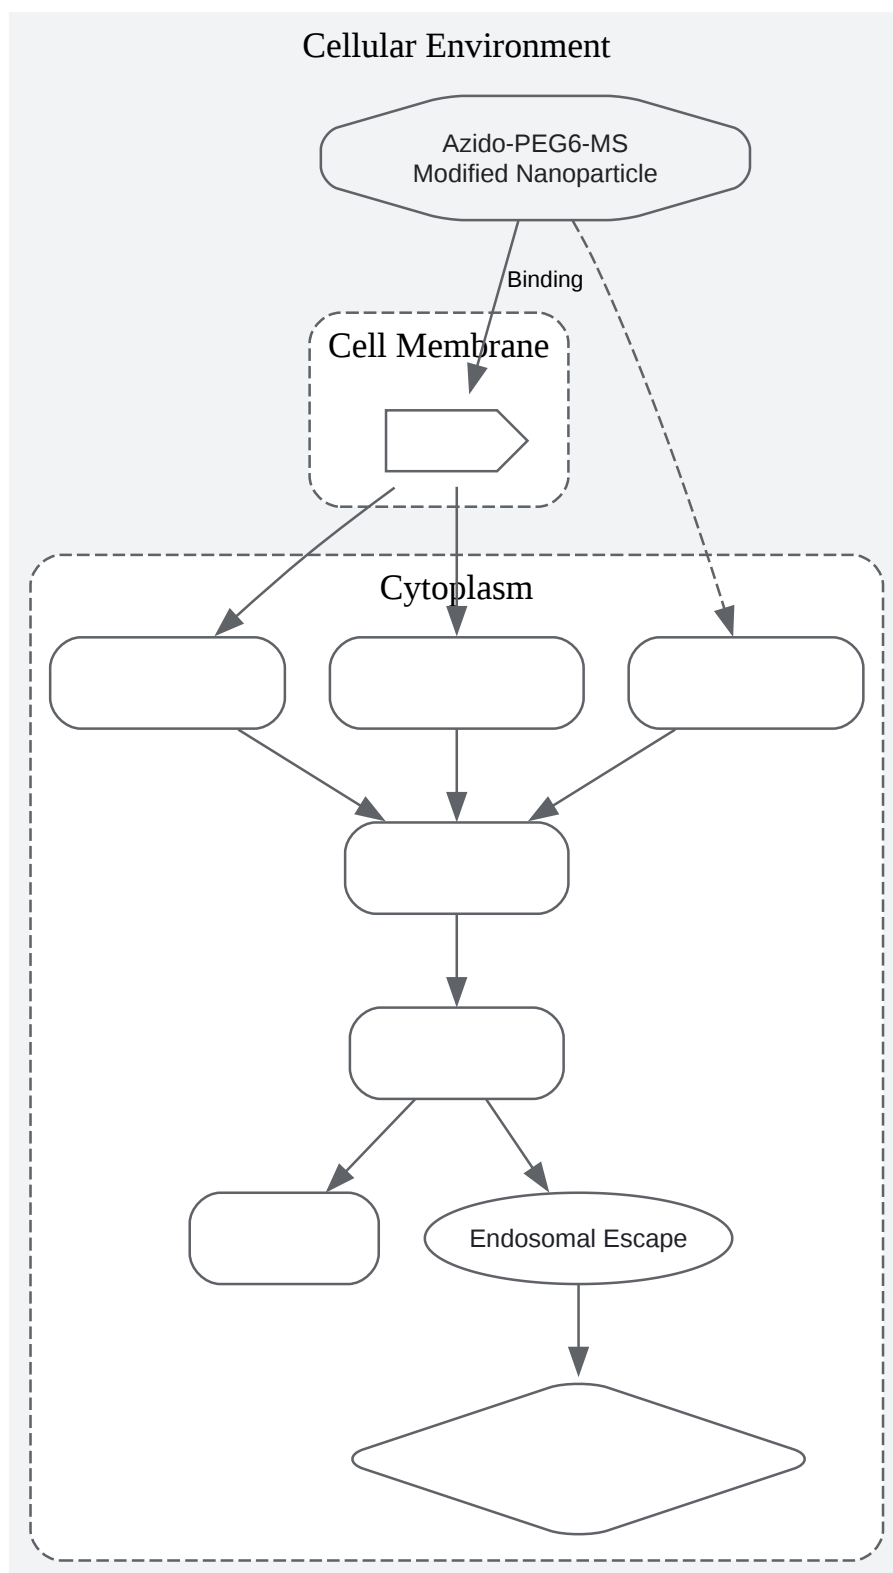 Cellular Environment
Azido-PEG6-MS
Modified Nanoparticle
Binding
Cell Membrane
Cytoplasm
Endosomal Escape